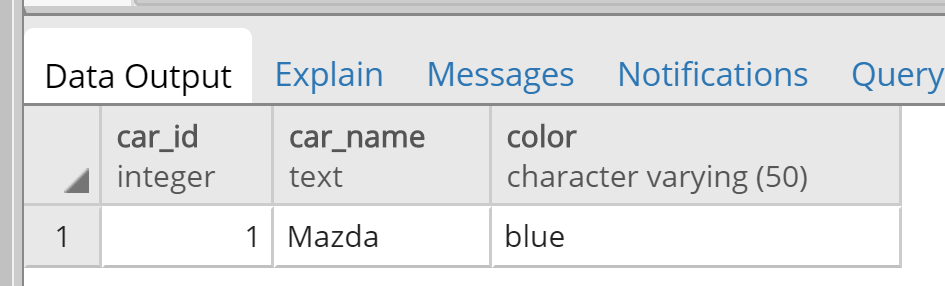 Data Output Explain Messages Notifications Query
car_id car_name color
integer text character varying (50)
1 1 Mazda blue